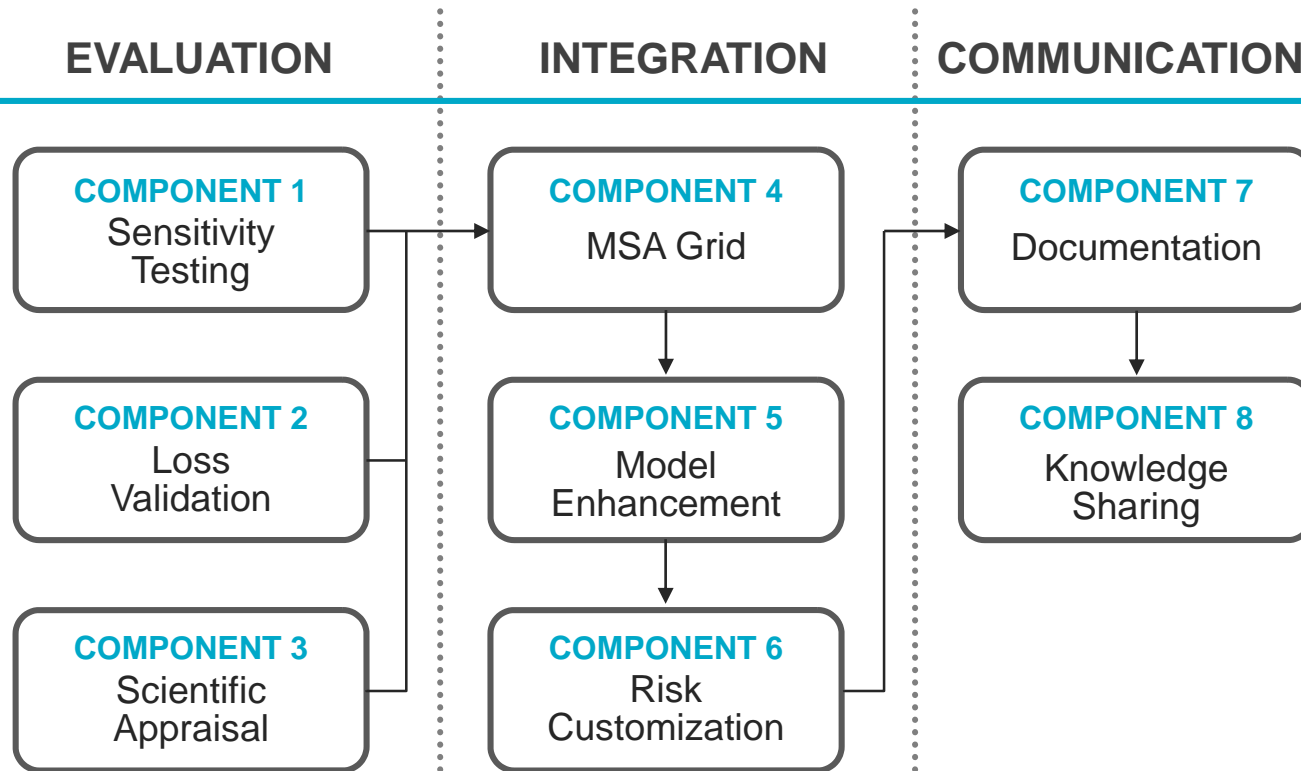 EVALUATION
INTEGRATION
COMMUNICATION
COMPONENT 1
Sensitivity
Testing
COMPONENT 2
Loss
Validation
COMPONENT 3
Scientific
Appraisal
COMPONENT 4
MSA Grid
COMPONENT 5
Model
Enhancement
COMPONENT 6
Risk
Customization
COMPONENT 7
Documentation
COMPONENT 8
Knowledge
Sharing